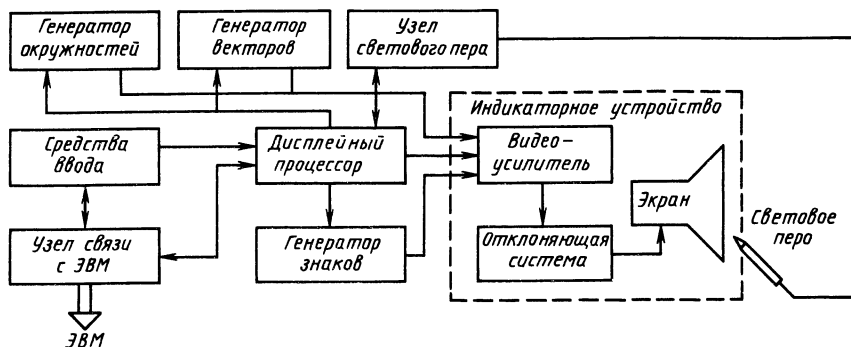 Генератор
окружностей
Генератор
векторов
Узел
светового пера
Индикаторное устройство
Средства
ввода
Дисплейный
процессор
Видео-
усилитель
Экран
Световое
перо
Узел связи
с ЭВМ
Генератор
знаков
Отклоняющая
система
ЭВМ